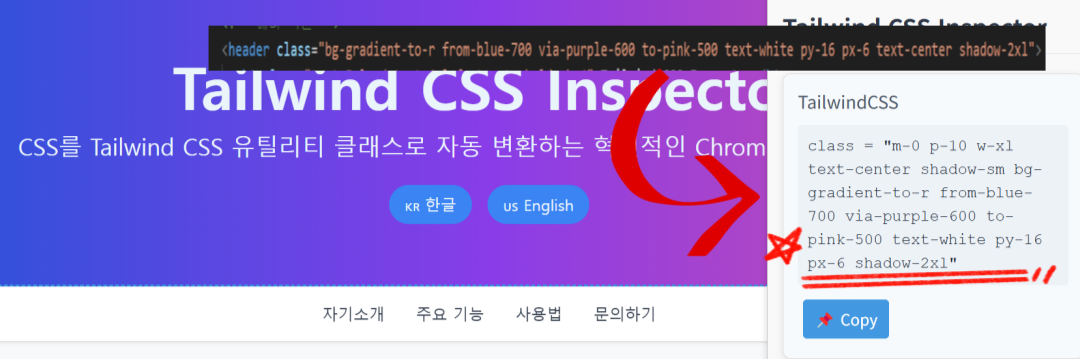 Tailwind CSS Inspector
<header class="bg-gradient-to-r from-blue-700 via-purple-600 to-pink-500 text-white py-16 px-6 text-center shadow-2xl">
Tailwind CSS Inspecto
CSS를 Tailwind CSS 유틸리티 클래스로 자동 변환하는 Chrom
KR 한글
US English
자기소개 주요 기능 사용법 문의하기
TailwindCSS
class = "m-0 p-10 w-xl
text-center shadow-sm bg-
gradient-to-r from-blue-
700 via-purple-600 to-
pink-500 text-white py-16
px-6 shadow-2xl"
📌 Copy